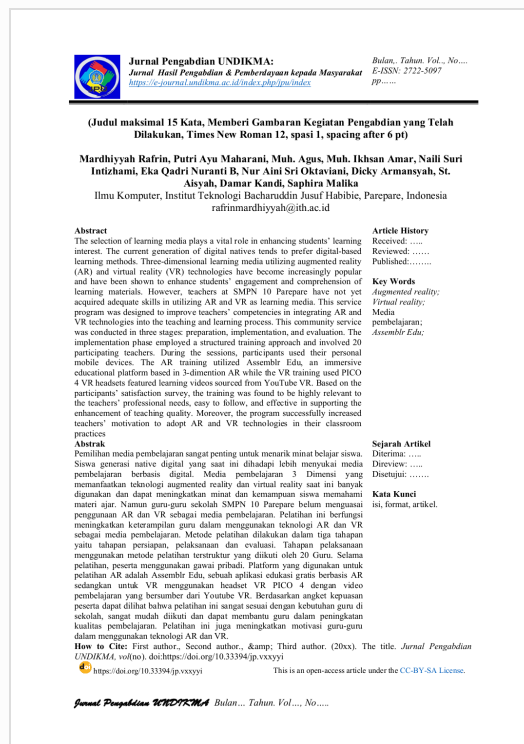 Jurnal Pengabdian UNDIKMA:
Jurnal Hasil Pengabdian & Pemberdayaan kepada Masyarakat
https://e-journal.undikma.ac.id/index.php/jpu/index
Bulan,. Tahun. Vol.., No….
E-ISSN: 2722-5097
pp……
(Judul maksimal 15 Kata, Memberi Gambaran Kegiatan Pengabdian yang Telah
Dilakukan, Times New Roman 12, spasi 1, spacing after 6 pt)
Mardhiyyah Rafrin, Putri Ayu Maharani, Muh. Agus, Muh. Ikhsan Amar, Naili Suri
Intizhami, Eka Qadri Nuranti B, Nur Aini Sri Oktaviani, Dicky Armansyah, St.
Aisyah, Damar Kandi, Saphira Malika
Ilmu Komputer, Institut Teknologi Bacharuddin Jusuf Habibie, Parepare, Indonesia
rafrinmardhiyyah@ith.ac.id
Abstract
The selection of learning media plays a vital role in enhancing students' learning
interest. The current generation of digital natives tends to prefer digital-based
learning methods. Three-dimensional learning media utilizing augmented reality
(AR) and virtual reality (VR) technologies have become increasingly popular
and have been shown to enhance students' engagement and comprehension of
learning materials. However, teachers at SMPN 10 Parepare have not yet
acquired adequate skills in utilizing AR and VR as learning media. This service
program was designed to improve teachers' competencies in integrating AR and
VR technologies into the teaching and learning process. This community service
was conducted in three stages: preparation, implementation, and evaluation. The
implementation phase employed a structured training approach and involved 20
participating teachers. During the sessions, participants used their personal
mobile devices. The AR training utilized Assemblr Edu, an immersive
educational platform based in 3-dimention AR while the VR training used PICO
4 VR headsets featured learning videos sourced from YouTube VR. Based on the
participants' satisfaction survey, the training was found to be highly relevant to
the teachers' professional needs, easy to follow, and effective in supporting the
enhancement of teaching quality. Moreover, the program successfully increased
teachers' motivation to adopt AR and VR technologies in their classroom
practices
Article History
Received: …..
Reviewed: ……
Published:……..
Key Words
Augmented reality;
Virtual reality;
Media
pembelajaran;
Assemblr Edu;
Abstrak
Pemilihan media pembelajaran sangat penting untuk menarik minat belajar siswa.
Siswa generasi native digital yang saat ini dihadapi lebih menyukai media
pembelajaran berbasis digital. Media pembelajaran 3 Dimensi yang
memanfaatkan teknologi augmented reality dan virtual reality saat ini banyak
digunakan dan dapat meningkatkan minat dan kemampuan siswa memahami
materi ajar. Namun guru-guru sekolah SMPN 10 Parepare belum menguasai
penggunaan AR dan VR sebagai media pembelajaran. Pelatihan ini berfungsi
meningkatkan keterampilan guru dalam menggunakan teknologi AR dan VR
sebagai media pembelajaran. Metode pelatihan dilakukan dalam tiga tahapan
yaitu tahapan persiapan, pelaksanaan dan evaluasi. Tahapan pelaksanaan
menggunakan metode pelatihan terstruktur yang diikuti oleh 20 Guru. Selama
pelatihan, peserta menggunakan gawai pribadi. Platform yang digunakan untuk
pelatihan AR adalah Assemblr Edu, sebuah aplikasi edukasi gratis berbasis AR
sedangkan untuk VR menggunakan headset VR PICO 4 dengan video
pembelajaran yang bersumber dari Youtube VR. Berdasarkan angket kepuasan
peserta dapat dilihat bahwa pelatihan ini sangat sesuai dengan kebutuhan guru di
sekolah, sangat mudah diikuti dan dapat membantu guru dalam peningkatan
kualitas pembelajaran. Pelatihan ini juga meningkatkan motivasi guru-guru
dalam menggunakan teknologi AR dan VR.
Sejarah Artikel
Diterima: …..
Direview: …..
Disetujui: …….
Kata Kunci
isi, format, artikel.
How to Cite: First author., Second author., &amp; Third author. (20xx). The title. Jurnal Pengabdian
UNDIKMA, vol(no). doi:https://doi.org/10.33394/jp.vxxyyi
doi https://doi.org/10.33394/jp.vxxyyi
This is an open-access article under the CC-BY-SA License.
Jurnal Pengabdian UNDIKMA Bulan… Tahun. Vol…, No…..